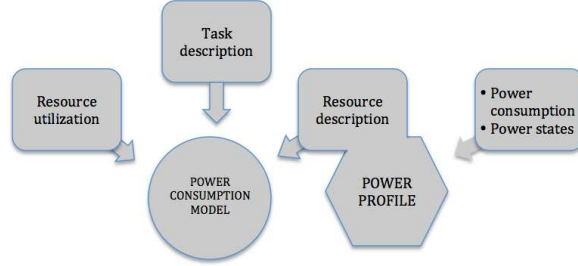 Task
description
Resource
utilization
Resource
description
• Power
consumption
• Power states
POWER
CONSUMPTION
MODEL
POWER
PROFILE